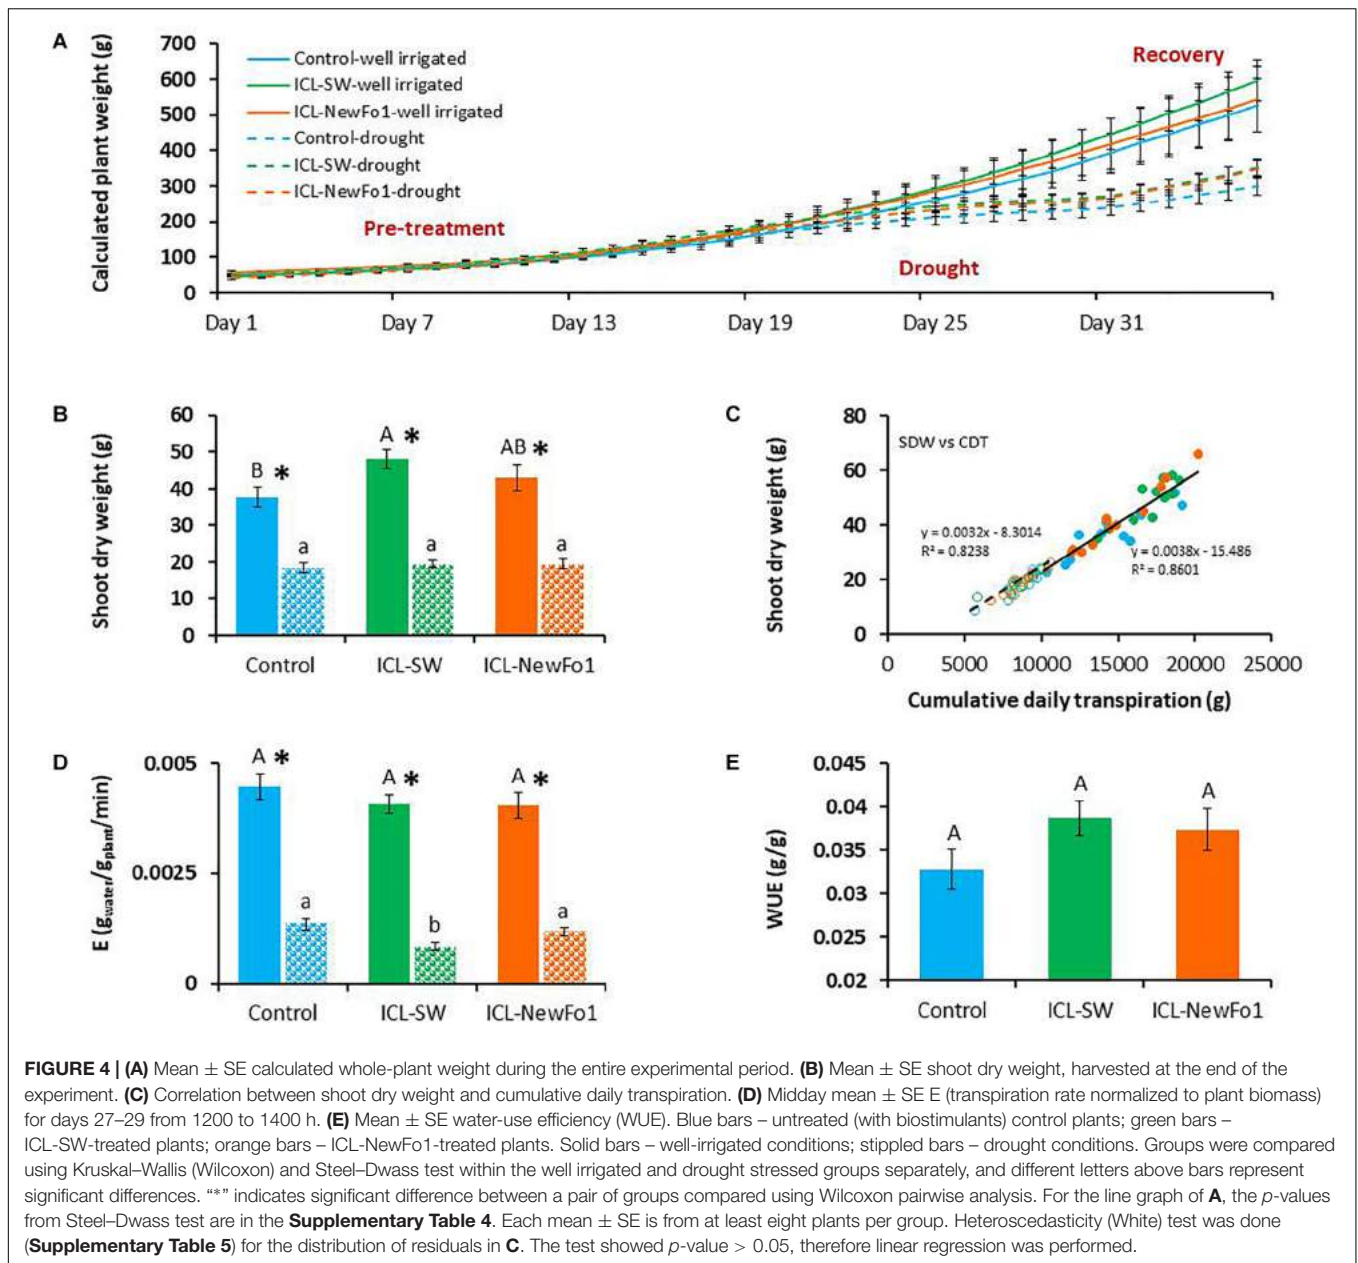 A
Calculated plant weight (g)
700
600
500
400
300
200
100
0
Control-well irrigated
ICL-SW-well irrigated
ICL-NewFo1-well irrigated
Control-drought
ICL-SW-drought
ICL-NewFo1-drought
Pre-treatment
Recovery
Drought
Day 1 Day 7 Day 13 Day 19 Day 25 Day 31
B
Shoot dry weight (g)
60
50
40
30
20
10
0
B * a A * a AB * a
Control ICL-SW ICL-NewFo1
C
Shoot dry weight (g)
80
60
40
20
0
SDW vs CDT
y = 0.0032x - 8.3014
R² = 0.8238
y = 0.0038x - 15.486
R² = 0.8601
0 5000 10000 15000 20000 25000
Cumulative daily transpiration (g)
D
E (gwater/gplant/min)
0.005
0.0025
0
A * a A * b A * a
Control ICL-SW ICL-NewFo1
E
WUE (g/g)
0.045
0.04
0.035
0.03
0.025
0.02
A A A
Control ICL-SW ICL-NewFo1
FIGURE 4 | (A) Mean ± SE calculated whole-plant weight during the entire experimental period. (B) Mean ± SE shoot dry weight, harvested at the end of the
experiment. (C) Correlation between shoot dry weight and cumulative daily transpiration. (D) Midday mean ± SE E (transpiration rate normalized to plant biomass)
for days 27–29 from 1200 to 1400 h. (E) Mean ± SE water-use efficiency (WUE). Blue bars – untreated (with biostimulants) control plants; green bars –
ICL-SW-treated plants; orange bars – ICL-NewFo1-treated plants. Solid bars – well-irrigated conditions; stippled bars – drought conditions. Groups were compared
using Kruskal–Wallis (Wilcoxon) and Steel–Dwass test within the well irrigated and drought stressed groups separately, and different letters above bars represent
significant differences. “*” indicates significant difference between a pair of groups compared using Wilcoxon pairwise analysis. For the line graph of A, the p-values
from Steel–Dwass test are in the Supplementary Table 4. Each mean ± SE is from at least eight plants per group. Heteroscedasticity (White) test was done
(Supplementary Table 5) for the distribution of residuals in C. The test showed p-value > 0.05, therefore linear regression was performed.